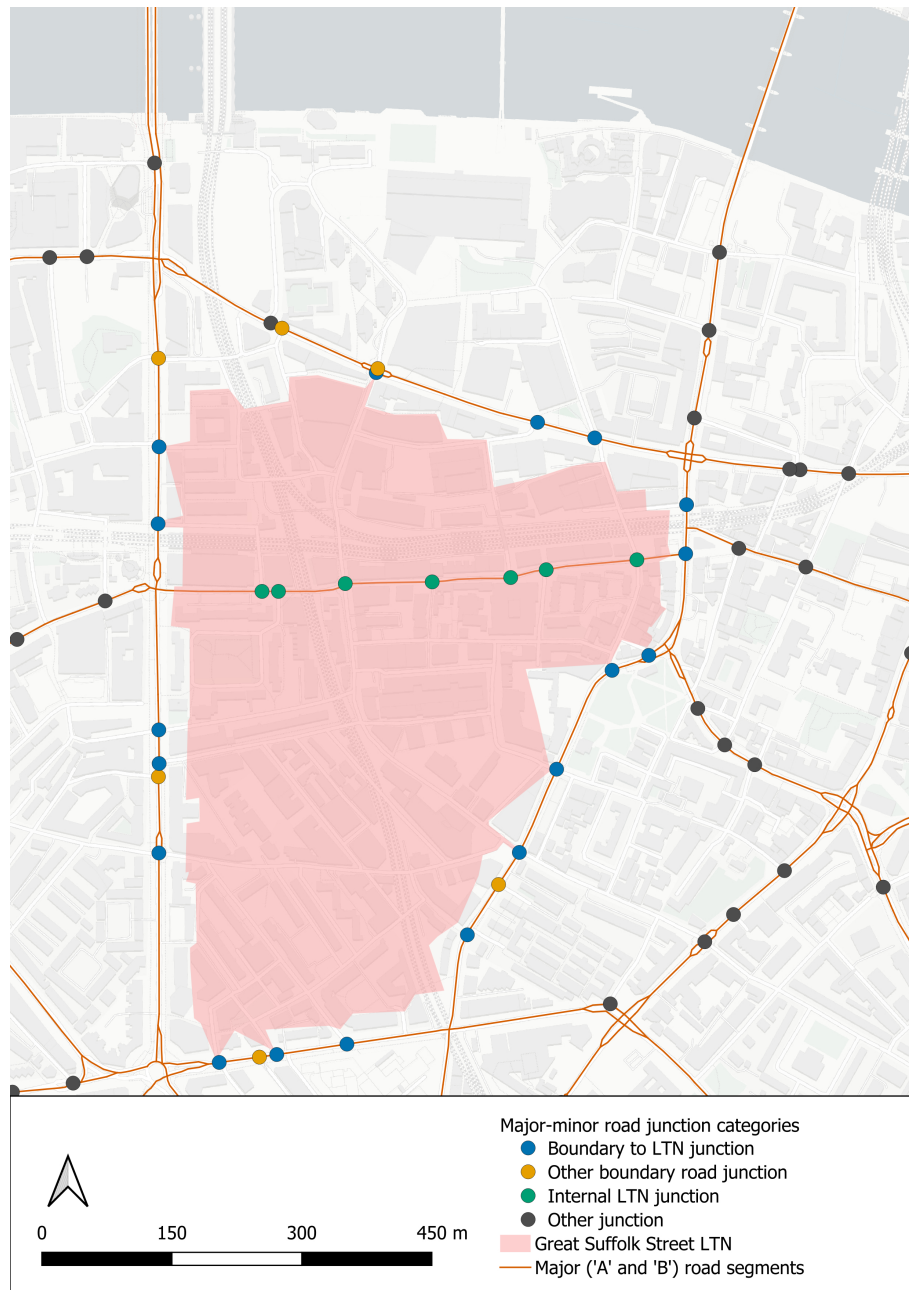 Major-minor road junction categories
Boundary to LTN junction
Other boundary road junction
Internal LTN junction
Other junction
Great Suffolk Street LTN
Major ('A' and 'B') road segments
0 150 300 450 m